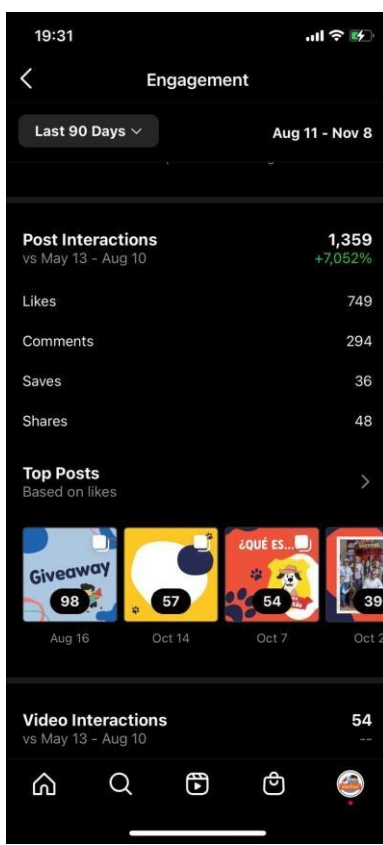 19:31
Engagement
Last 90 Days
Aug 11 - Nov 8
Post Interactions 1,359
vs May 13 - Aug 10 +7,052%
Likes 749
Comments 294
Saves 36
Shares 48
Top Posts
Based on likes
Giveaway
¿QUÉ ES...
98 57 54 39
Aug 16 Oct 14 Oct 7 Oct 2
Video Interactions 54
vs May 13 - Aug 10 --